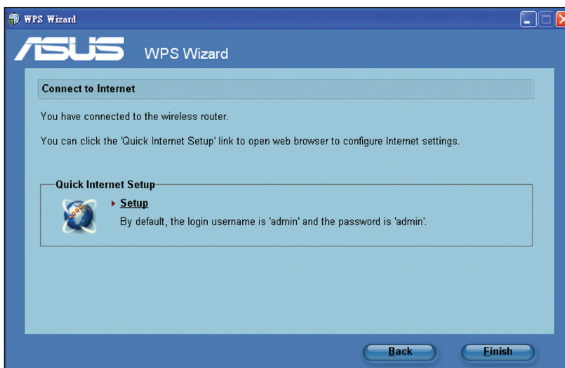 WPS Wizard
ASUS WPS Wizard
Connect to Internet
You have connected to the wireless router.
You can click the 'Quick Internet Setup' link to open web browser to configure Internet settings.
Quick Internet Setup
Setup
By default, the login username is 'admin' and the password is 'admin'.
Back Finish